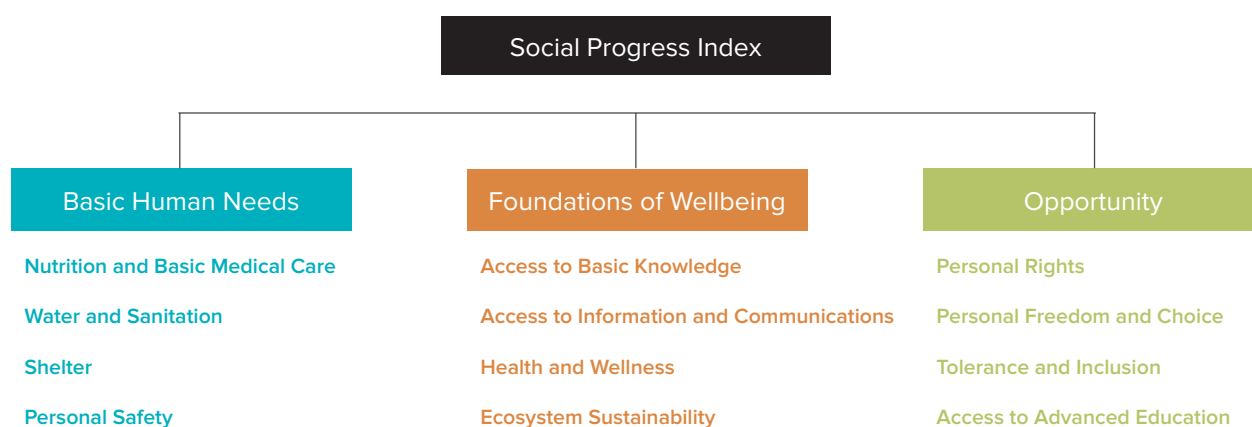 Social Progress Index
Basic Human Needs
Nutrition and Basic Medical Care
Water and Sanitation
Shelter
Personal Safety
Foundations of Wellbeing
Access to Basic Knowledge
Access to Information and Communications
Health and Wellness
Ecosystem Sustainability
Opportunity
Personal Rights
Personal Freedom and Choice
Tolerance and Inclusion
Access to Advanced Education